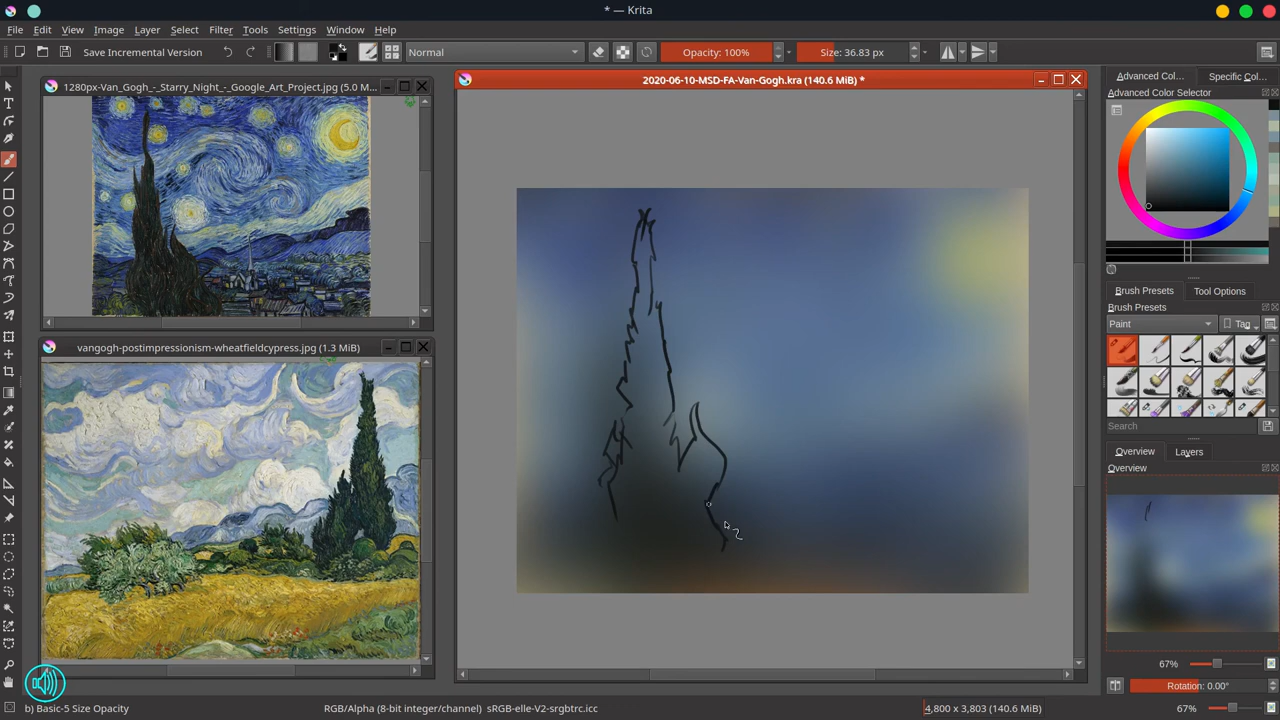 * — Krita
File Edit View Image Layer Select Filter Tools Settings Window Help
Save Incremental Version Normal Opacity: 100% Size: 36.83 px
1280px-Van_Gogh_-_Starry_Night_-_Google_Art_Project.jpg (5.0 M...
2020-06-10-MSD-FA-Van-Gogh.kra (140.6 MiB) *
Advanced Col... Specific Col...
Advanced Color Selector
Brush Presets Tool Options
Brush Presets
Paint Tag
vangogh-postimpressionism-wheatfieldcypress.jpg (1.3 MiB)
Search
Overview Layers
Overview
67%
Rotation: 0.00°
b) Basic-5 Size Opacity RGB/Alpha (8-bit integer/channel) sRGB-elle-V2-srgbtrc.icc 4,800 x 3,803 (140.6 MiB) 67%